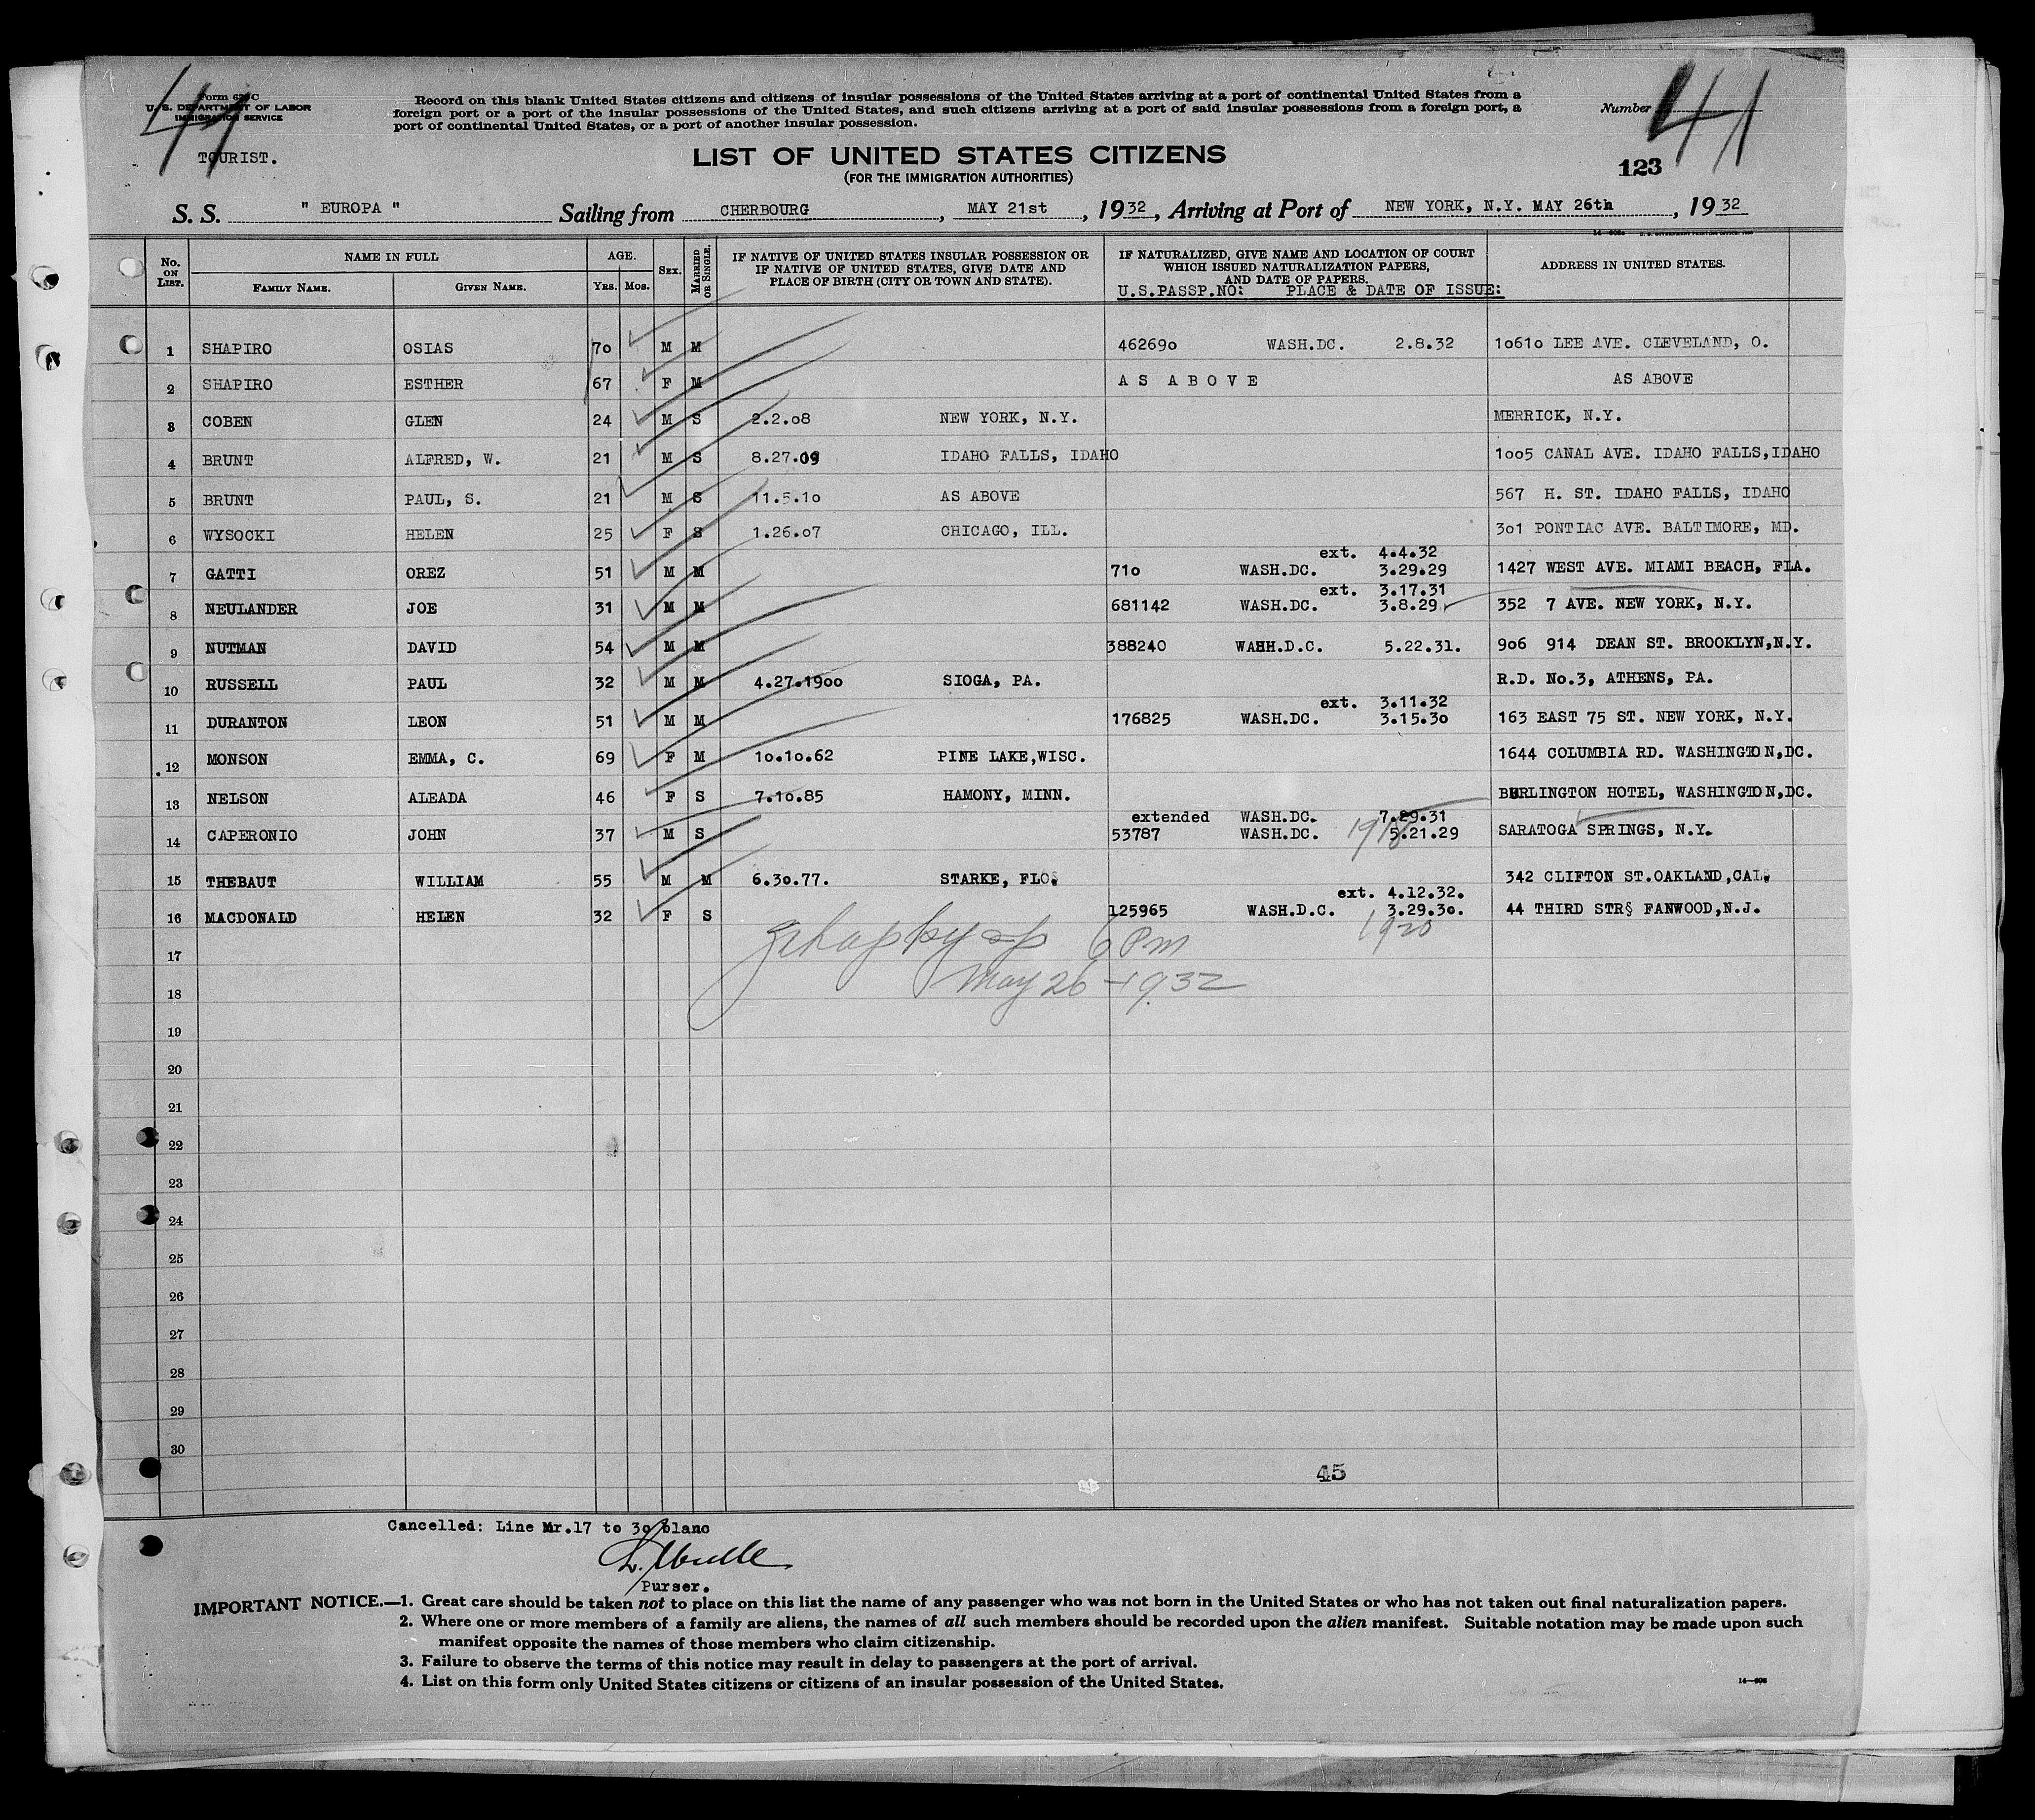 41
Form 630C
U. S. DEPARTMENT OF LABOR
IMMIGRATION SERVICE
TOURIST.
Record on this blank United States citizens and citizens of insular possessions of the United States arriving at a port of continental United States from a
foreign port or a port of the insular possessions of the United States, and such citizens arriving at a port of said insular possessions from a foreign port, a
port of continental United States, or a port of another insular possession.
Number 41
LIST OF UNITED STATES CITIZENS
(FOR THE IMMIGRATION AUTHORITIES)
123
S. S. " EUROPA " Sailing from CHERBOURG, MAY 21st, 1932, Arriving at Port of NEW YORK, N.Y. MAY 26th, 1932
No. ON LIST. NAME IN FULL FAMILY NAME. GIVEN NAME. AGE. YRS. MOS. SEX. MARRIED OR SINGLE. IF NATIVE OF UNITED STATES INSULAR POSSESSION OR IF NATIVE OF UNITED STATES, GIVE DATE AND PLACE OF BIRTH (CITY OR TOWN AND STATE). IF NATURALIZED, GIVE NAME AND LOCATION OF COURT WHICH ISSUED NATURALIZATION PAPERS, AND DATE OF PAPERS. ADDRESS IN UNITED STATES.
U.S.PASSP.NO: PLACE & DATE OF ISSUE:
1 SHAPIRO OSIAS 70 M M 462690 WASH.DC. 2.8.32 10610 LEE AVE. CLEVELAND, O.
2 SHAPIRO ESTHER 67 F M AS ABOVE AS ABOVE
3 COBEN GLEN 24 M S 2.2.08 NEW YORK, N.Y. MERRICK, N.Y.
4 BRUNT ALFRED, W. 21 M S 8.27.09 IDAHO FALLS, IDAHO 1005 CANAL AVE. IDAHO FALLS,IDAHO
5 BRUNT PAUL, S. 21 M S 11.5.10 AS ABOVE 567 H. ST. IDAHO FALLS, IDAHO
6 WYSOCKI HELEN 25 F S 1.26.07 CHICAGO, ILL. 301 PONTIAC AVE. BALTIMORE, MD.
ext. 4.4.32
7 GATTI OREZ 51 M M 710 WASH.DC. 3.29.29 1427 WEST AVE. MIAMI BEACH, FLA.
ext. 3.17.31
8 NEULANDER JOE 31 M M 681142 WASH.DC. 3.8.29 352 7 AVE. NEW YORK, N.Y.
9 NUTMAN DAVID 54 M M 388240 WAHH.D.C. 5.22.31. 906 914 DEAN ST. BROOKLYN,N.Y.
10 RUSSELL PAUL 32 M M 4.27.1900 SIOGA, PA. R.D. No.3, ATHENS, PA.
ext. 3.11.32
11 DURANTON LEON 51 M M 176825 WASH.DC. 3.15.30 163 EAST 75 ST. NEW YORK, N.Y.
12 MONSON EMMA, C. 69 F M 10.10.62 PINE LAKE,WISC. 1644 COLUMBIA RD. WASHINGTON,DC.
13 NELSON ALEADA 46 F S 7.10.85 HAMONY, MINN. BURLINGTON HOTEL, WASHINGTON,DC.
extended WASH.DC. 7.29.31
14 CAPERONIO JOHN 37 M S 53787 WASH.DC. 5.21.29 SARATOGA SPRINGS, N.Y.
15 THEBAUT WILLIAM 55 M M 6.30.77. STARKE, FLO. 342 CLIFTON ST.OAKLAND,CAL.
ext. 4.12.32.
16 MACDONALD HELEN 32 F S 125965 WASH.D.C. 3.29.30. 44 THIRD STR§ FANWOOD,N.J.
1920
6 Pm
17
May 26 - 1932
18
19
20
21
22
23
24
25
26
27
28
29
30
45
Cancelled: Line Nr.17 to 30 blanc
Purser.
IMPORTANT NOTICE.—1. Great care should be taken not to place on this list the name of any passenger who was not born in the United States or who has not taken out final naturalization papers.
2. Where one or more members of a family are aliens, the names of all such members should be recorded upon the alien manifest. Suitable notation may be made upon such
manifest opposite the names of those members who claim citizenship.
3. Failure to observe the terms of this notice may result in delay to passengers at the port of arrival.
4. List on this form only United States citizens or citizens of an insular possession of the United States.